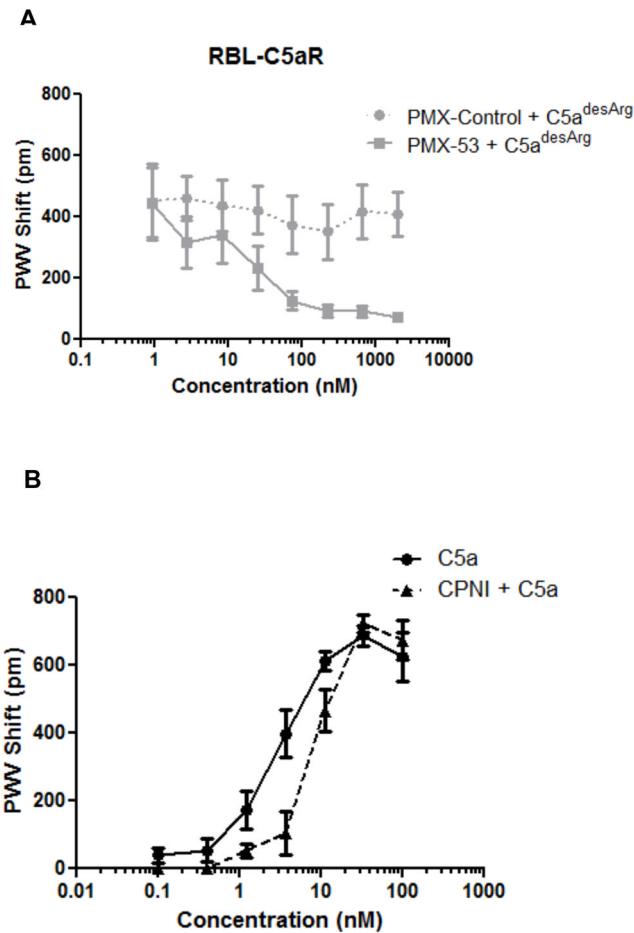 A
RBL-C5aR
800
600
400
200
0
PWV Shift (pm)
0.1 1 10 100 1000 10000
Concentration (nM)
PMX-Control + C5a^desArg
PMX-53 + C5a^desArg
B
800
600
400
200
0
PWV Shift (pm)
0.01 0.1 1 10 100 1000
Concentration (nM)
C5a
CPNI + C5a